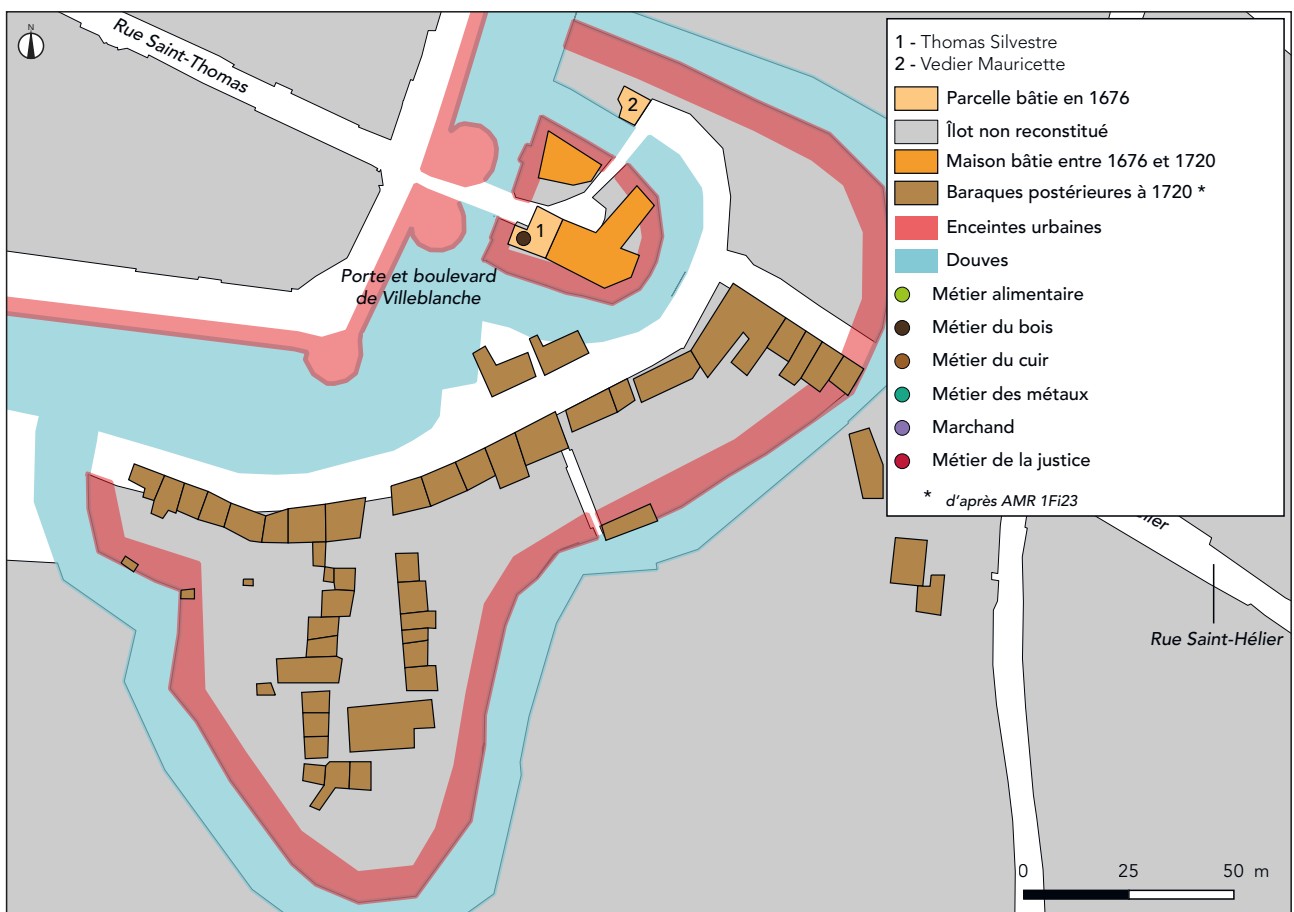 N
Rue Saint-Thomas
2
1
Porte et boulevard
de Villeblanche
1 - Thomas Silvestre
2 - Vedier Mauricette
Parcelle bâtie en 1676
Îlot non reconstitué
Maison bâtie entre 1676 et 1720
Baraques postérieures à 1720 *
Enceintes urbaines
Douves
Métier alimentaire
Métier du bois
Métier du cuir
Métier des métaux
Marchand
Métier de la justice
* d'après AMR 1Fi23
Rue Saint-Hélier
0 25 50 m